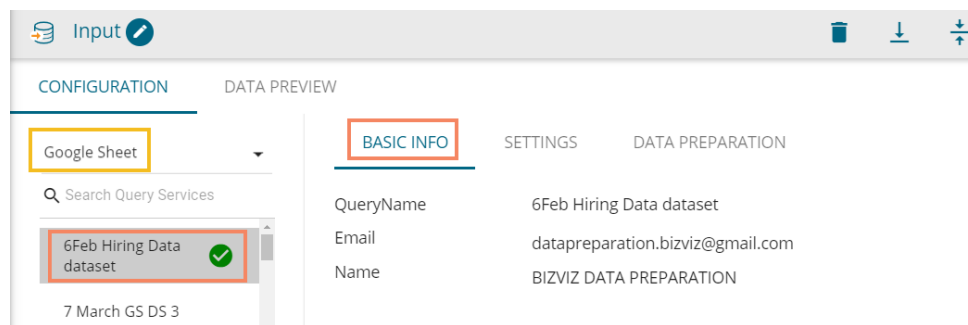 Input
CONFIGURATION DATA PREVIEW
Google Sheet
Search Query Services
6Feb Hiring Data
dataset
7 March GS DS 3
BASIC INFO SETTINGS DATA PREPARATION
QueryName 6Feb Hiring Data dataset
Email datapreparation.bizviz@gmail.com
Name BIZVIZ DATA PREPARATION